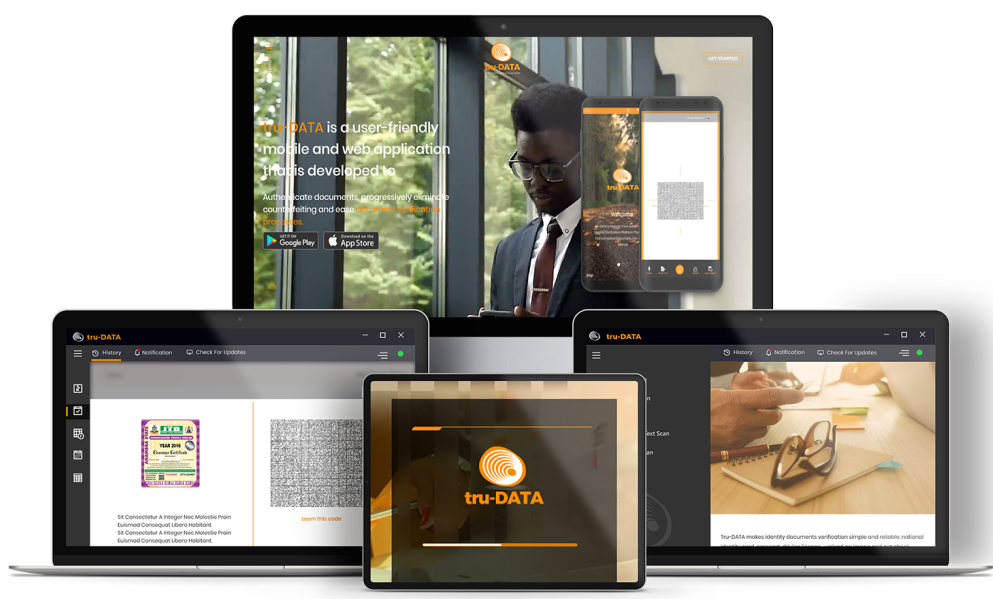 tru-DATA
GET STARTED
tru-DATA is a user-friendly
mobile and web application
that is developed to
Authenticate documents, progressively eliminate
counterfeiting and ease
processes.
GET IT ON
Google Play
Download on the
App Store
tru-DATA
Welcome
tru-DATA
History
Notification
Check For Updates
J.T.B
YEAR 2016
Sit Consectetur A Integer Nec Molestie Proin
Euismod Consequat Libero Habitant
Sit Consectetur A Integer Nec Molestie Proin
Euismod Consequat Libero Habitant.
zoom this code
tru-DATA
tru-DATA
History
Notification
Check For Updates
Text Scan
Tru-DATA makes identity documents verification simple and reliable: national